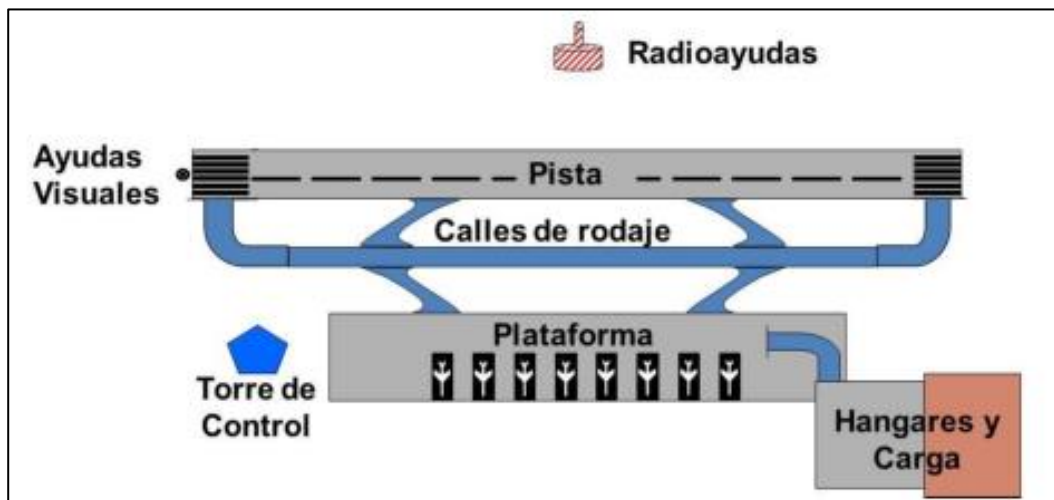 Radioayudas
Ayudas
Visuales
Pista
Calles de rodaje
Plataforma
Torre de
Control
Hangares y
Carga